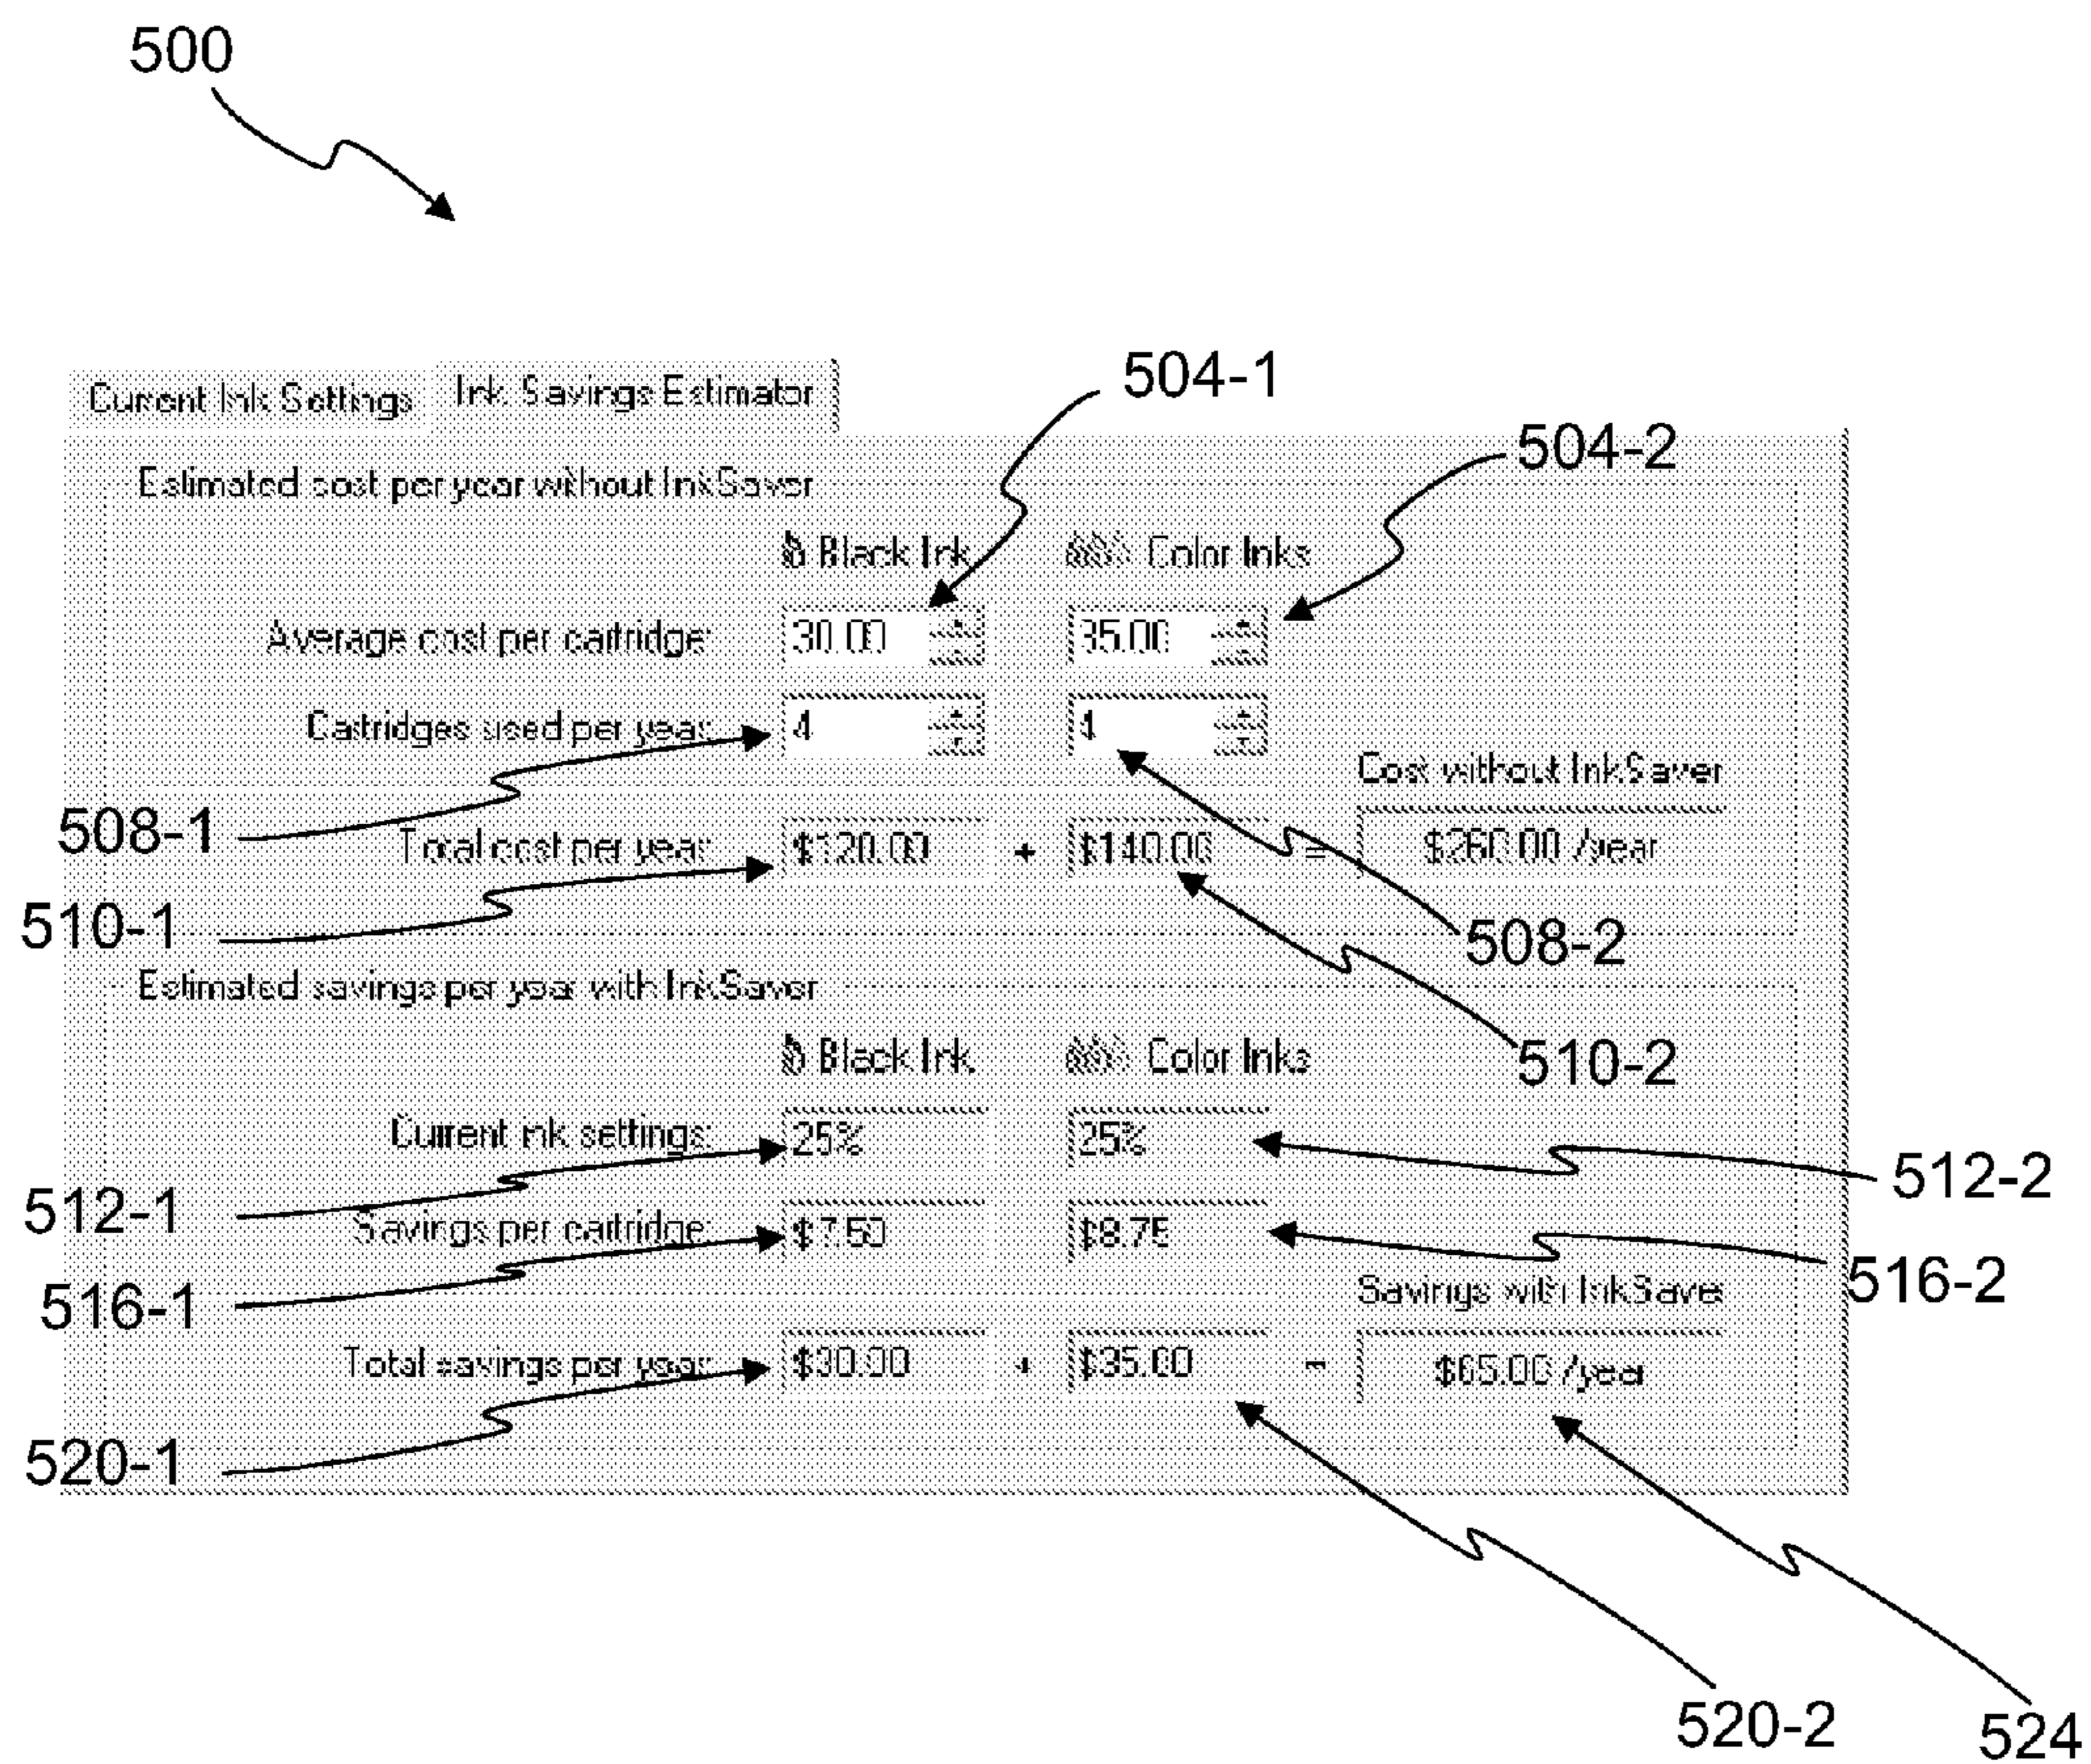 500
504-1
Current Ink Settings Ink Savings Estimator
504-2
Estimated cost per year without InkSaver
Black Ink Color Inks
Average cost per cartridge: 30.00 35.00
Cartridges used per year: 4 4
Cost without InkSaver
508-1
Total cost per year: $120.00 + $140.00 = $260.00 /year
510-1
508-2
Estimated savings per year with InkSaver
Black Ink Color Inks
510-2
Current ink settings: 25% 25%
512-2
512-1
Savings per cartridge: $7.50 $8.75
516-2
516-1
Savings with InkSaver
Total savings per year: $30.00 + $35.00 = $65.00 /year
520-1
520-2
524